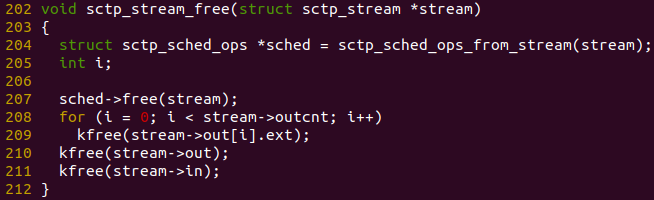 202 void sctp_stream_free(struct sctp_stream *stream)
203 {
204   struct sctp_sched_ops *sched = sctp_sched_ops_from_stream(stream);
205   int i;
206
207   sched->free(stream);
208   for (i = 0; i < stream->outcnt; i++)
209     kfree(stream->out[i].ext);
210   kfree(stream->out);
211   kfree(stream->in);
212 }